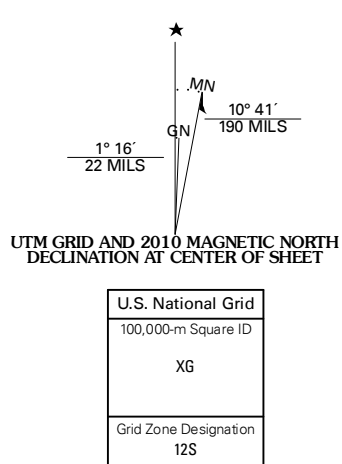 ★
MN
GN
10° 41´
190 MILS
1° 16´
22 MILS
UTM GRID AND 2010 MAGNETIC NORTH
DECLINATION AT CENTER OF SHEET
U.S. National Grid
100,000-m Square ID
XG
Grid Zone Designation
12S